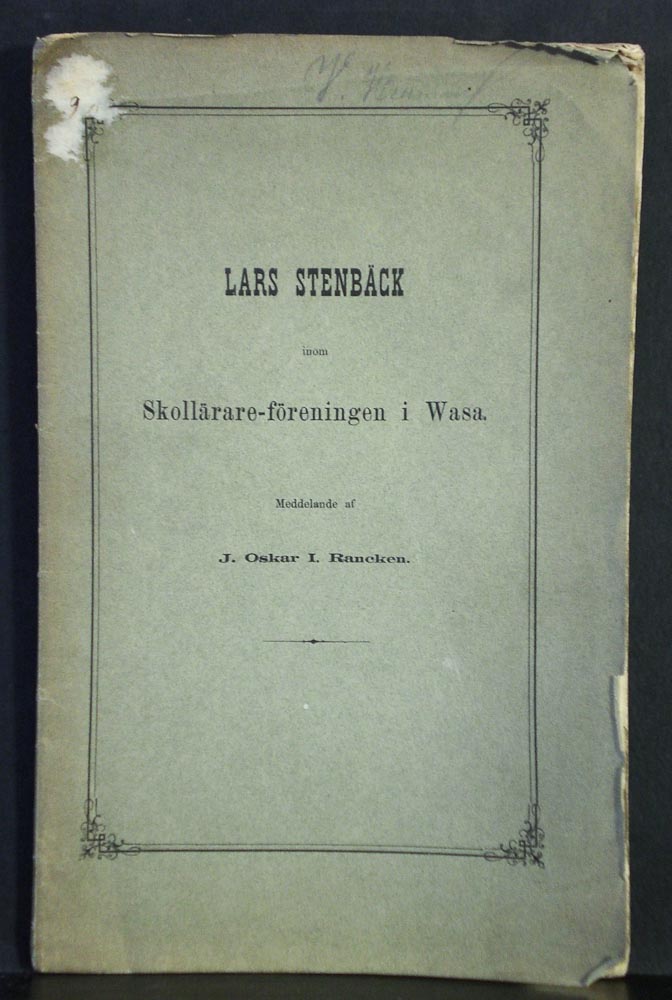 LARS STENBÄCK
inom
Skollärare-föreningen i Wasa.
Meddelande af
J. Oskar I. Rancken.